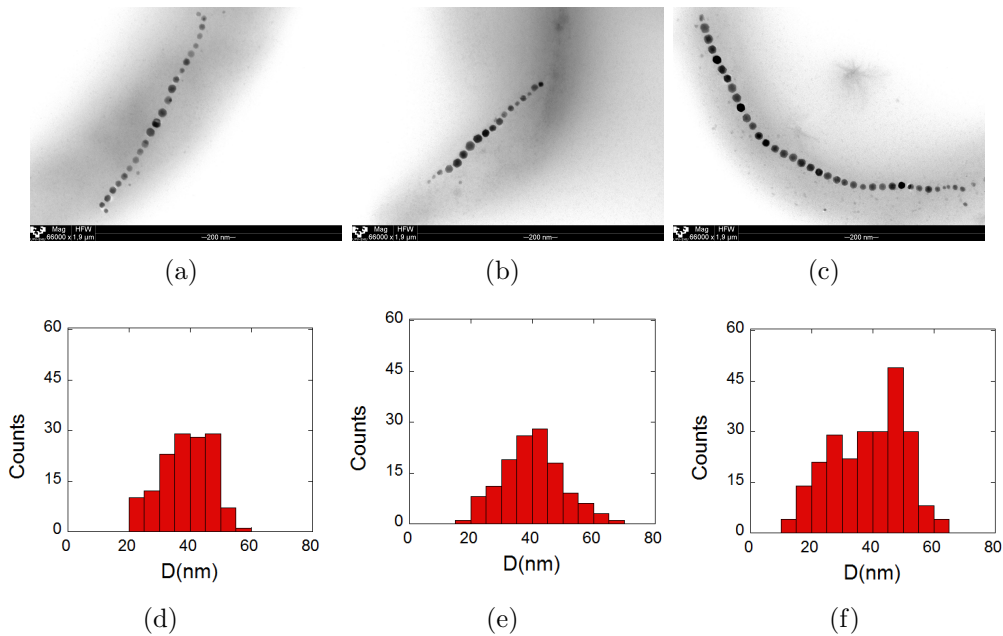 Mag HFW
66000 x 1,9 µm
200 nm
Mag HFW
66000 x 1,9 µm
200 nm
Mag HFW
66000 x 1,9 µm
200 nm
(a)
(b)
(c)
60
45
30
15
0
Counts
0 20 40 60 80
D(nm)
60
45
30
15
0
Counts
0 20 40 60 80
D(nm)
60
45
30
15
0
Counts
0 20 40 60 80
D(nm)
(d)
(e)
(f)